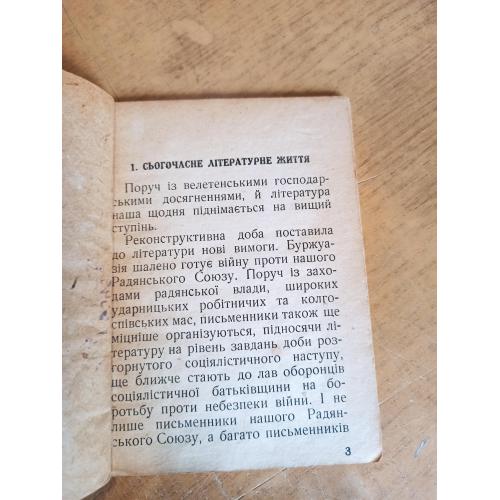 1. СЬОГОЧАСНЕ ЛІТЕРАТУРНЕ ЖИТТЯ
Поруч із велетенськими господар-
ськими досягненнями, й література
наша щодня піднімається на вищий
ступінь.
Реконструктивна доба поставила
до літератури нові вимоги. Буржуа-
зія шалено готує війну проти нашого
Радянського Союзу. Поруч із захо-
дами радянської влади, широких
ударницьких робітничих та колго-
співських мас, письменники також ще
міцніше організуються, підносячи лі-
тературу на рівень завдань доби роз-
горнутого соціялістичного наступу,
ще ближче стають до лав оборонців
соціялістичної батьківщини на бо-
ротьбу проти небезпеки війни. І не
лише письменники нашого Радян-
ського Союзу, а багато письменників
3